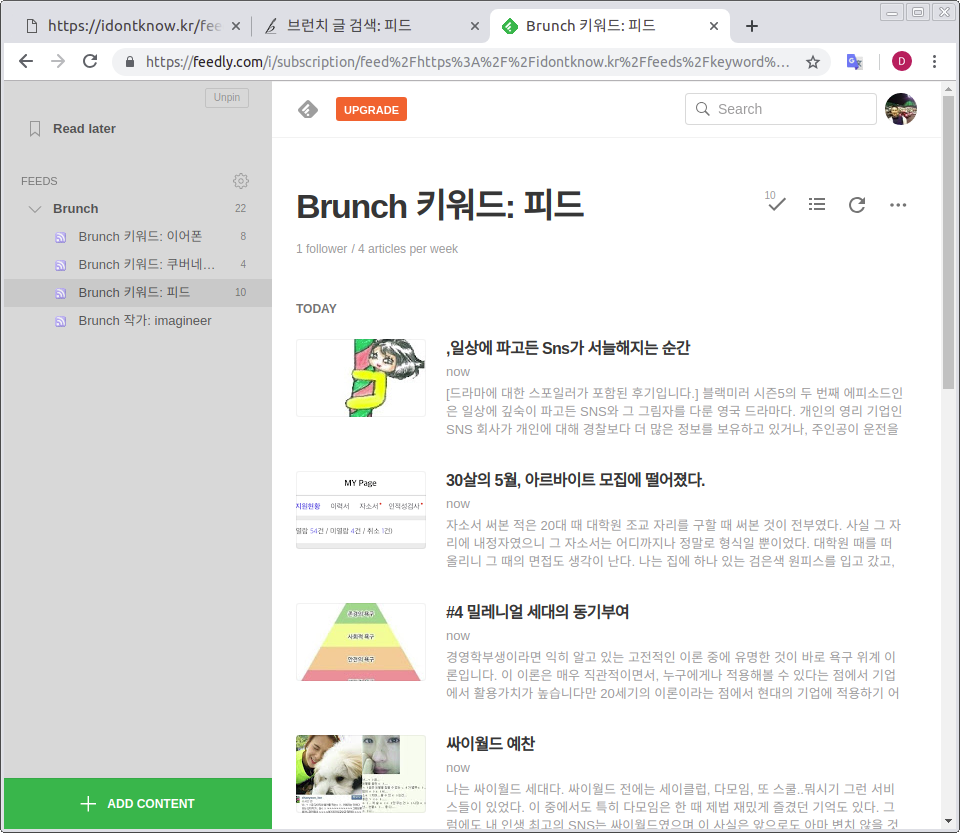 https://idontknow.kr/fee
브런치 글 검색: 피드
Brunch 키워드: 피드
https://feedly.com/i/subscription/feed%2Fhttps%3A%2F%2Fidontknow.kr%2Ffeeds%2Fkeyword%...
D
Unpin
Read later
FEEDS
Brunch 22
Brunch 키워드: 이어폰 8
Brunch 키워드: 쿠버네... 4
Brunch 키워드: 피드 10
Brunch 작가: imagineer
ADD CONTENT
UPGRADE
Search
Brunch 키워드: 피드
10
1 follower / 4 articles per week
TODAY
,일상에 파고든 Sns가 서늘해지는 순간
now
[드라마에 대한 스포일러가 포함된 후기입니다.] 블랙미러 시즌5의 두 번째 에피소드인
은 일상에 깊숙이 파고든 SNS와 그 그림자를 다룬 영국 드라마다. 개인의 영리 기업인
SNS 회사가 개인에 대해 경찰보다 더 많은 정보를 보유하고 있거나, 주인공이 운전을
MY Page
지원현황 이력서 자소서 인적성검사
열람 54건 / 미열람 4건 / 취소 1건)
30살의 5월, 아르바이트 모집에 떨어졌다.
now
자소서 써본 적은 20대 때 대학원 조교 자리를 구할 때 써본 것이 전부였다. 사실 그 자
리에 내정자였으니 그 자소서는 어디까지나 정말로 형식일 뿐이었다. 대학원 때를 떠
올리니 그 때의 면접도 생각이 난다. 나는 집에 하나 있는 검은색 원피스를 입고 갔고,
존경의 욕구
사회적 욕구
안전의 욕구
#4 밀레니얼 세대의 동기부여
now
경영학부생이라면 익히 알고 있는 고전적인 이론 중에 유명한 것이 바로 욕구 위계 이
론입니다. 이 이론은 매우 직관적이면서, 누구에게나 적용해볼 수 있다는 점에서 기업
에서 활용가치가 높습니다만 20세기의 이론이라는 점에서 현대의 기업에 적용하기 어
싸이월드 예찬
now
나는 싸이월드 세대다. 싸이월드 전에는 세이클럽, 다모임, 또 스쿨..뭐시기 그런 서비
스들이 있었다. 이 중에서도 특히 다모임은 한 때 제법 재밌게 즐겼던 기억도 있다. 그
럼에도 내 인생 최고의 SNS는 싸이월드였으며 이 사실은 앞으로도 아마 변치 않을 것